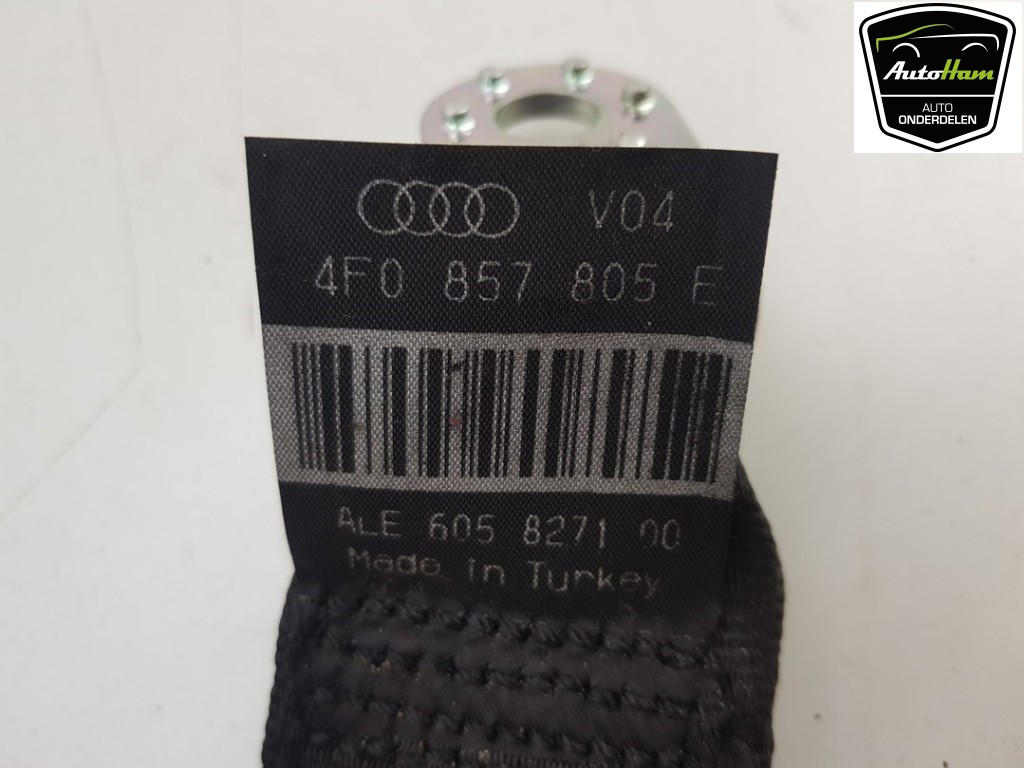 AutoHam
AUTO
ONDERDELEN
V04
4F0 857 805 E
ALE 605 8271 00
Made in Turkey